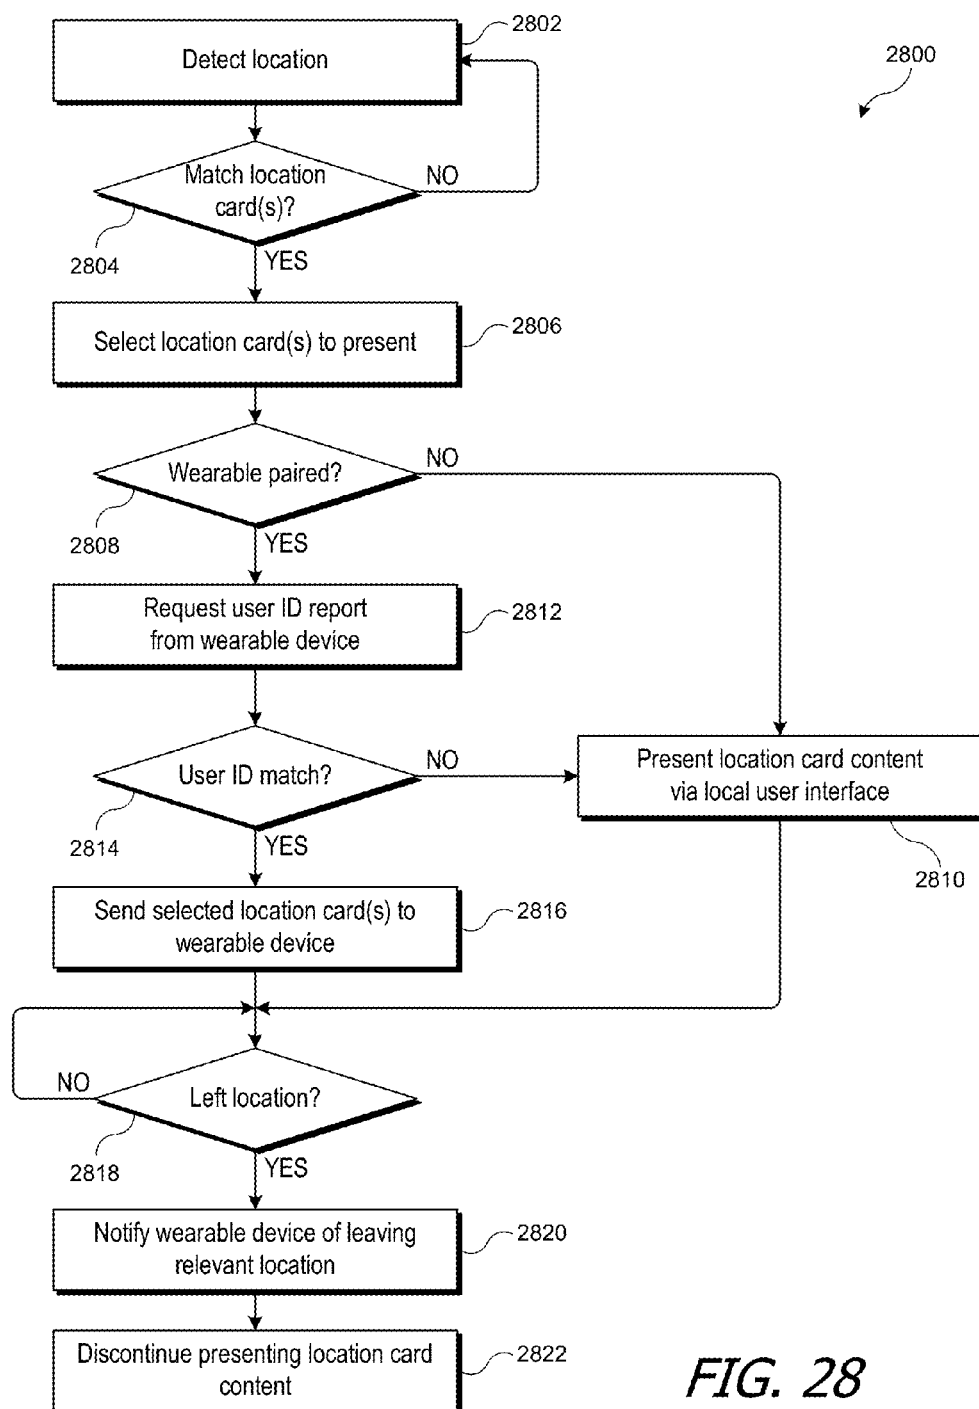 2802
Detect location
2800
Match location
card(s)?
NO
2804
YES
Select location card(s) to present
2806
Wearable paired?
NO
2808
YES
Request user ID report
from wearable device
2812
User ID match?
NO
Present location card content
via local user interface
2814
YES
2810
Send selected location card(s) to
wearable device
2816
NO
Left location?
2818
YES
Notify wearable device of leaving
relevant location
2820
Discontinue presenting location card
content
2822
FIG. 28